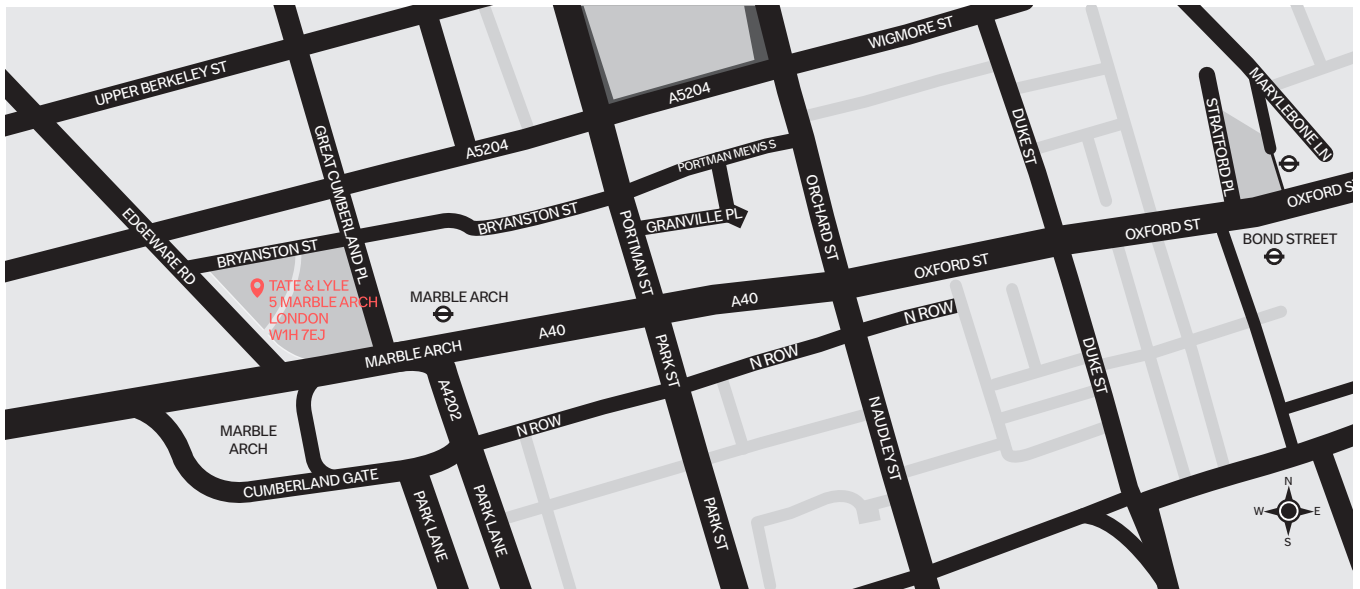 WIGMORE ST
UPPER BERKELEY ST
A5204
MARYLEBONE LN
STRATFORD PL
DUKE ST
GREAT CUMBERLAND PL
A5204
PORTMAN MEWS S
ORCHARD ST
OXFORD ST
EDGEWARE RD
BRYANSTON ST
GRANVILLE PL
PORTMAN ST
OXFORD ST
BRYANSTON ST
BOND STREET
OXFORD ST
TATE & LYLE
5 MARBLE ARCH
LONDON
W1H 7EJ
MARBLE ARCH
A40
A40
N ROW
MARBLE ARCH
PARK ST
N ROW
DUKE ST
A4202
N ROW
N AUDLEY ST
MARBLE
ARCH
CUMBERLAND GATE
PARK LANE
PARK LANE
PARK ST
N
W
E
S